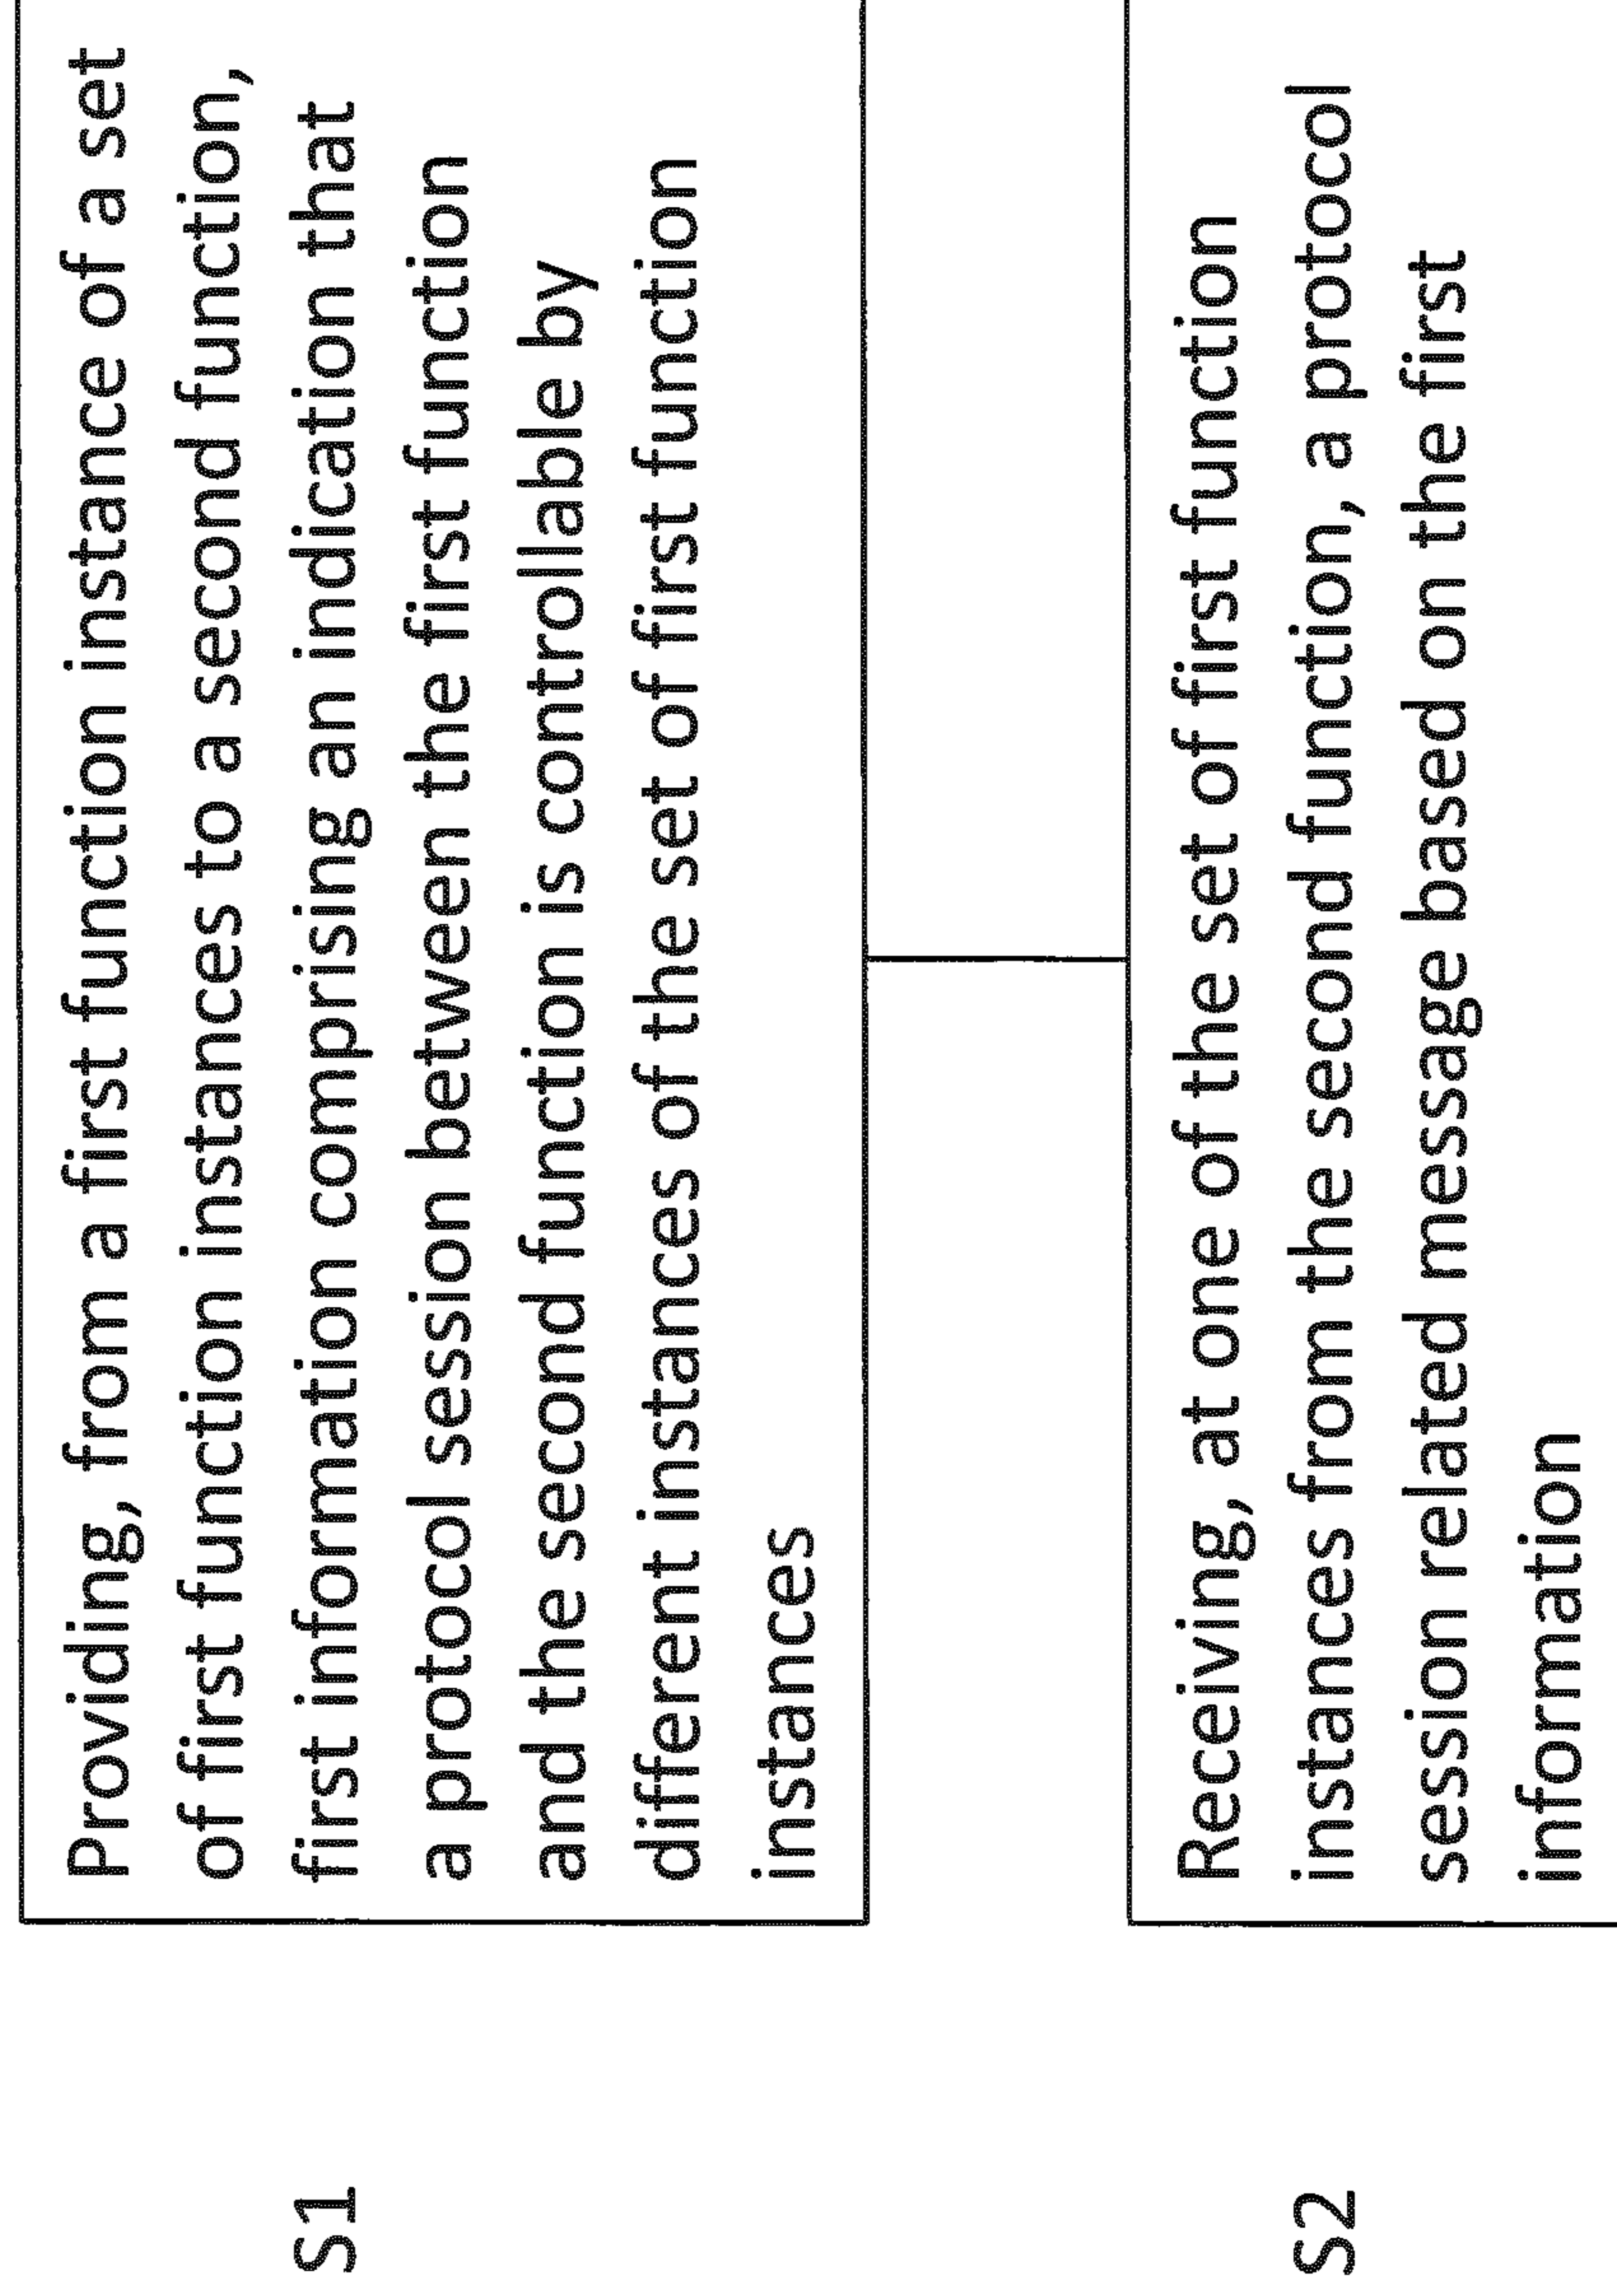 S1
Providing, from a first function instance of a set
of first function instances to a second function,
first information comprising an indication that
a protocol session between the first function
and the second function is controllable by
different instances of the set of first function
instances
S2
Receiving, at one of the set of first function
instances from the second function, a protocol
session related message based on the first
information